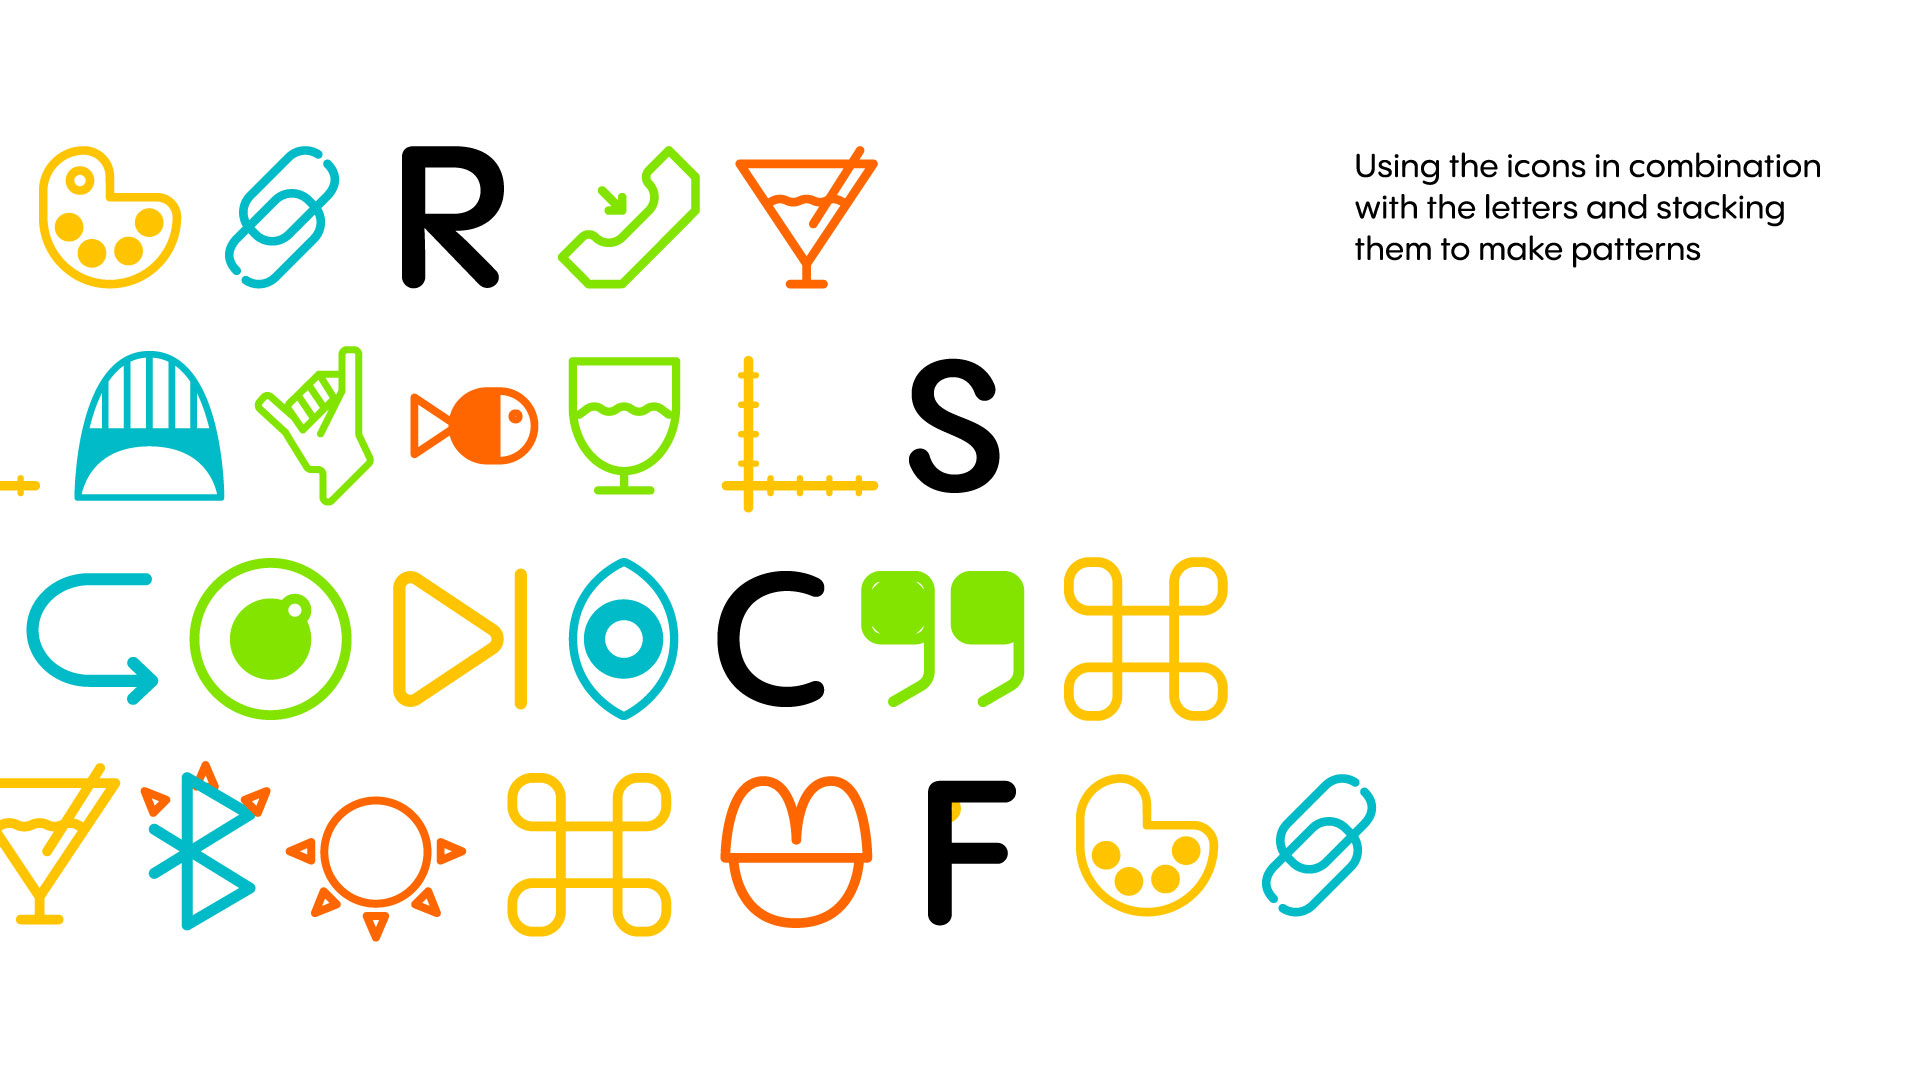 R
Using the icons in combination
with the letters and stacking
them to make patterns
S
C
F